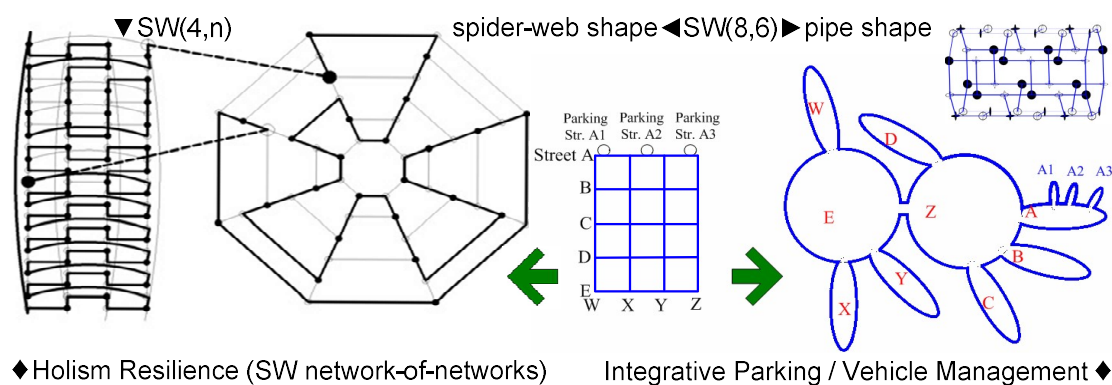 ▼SW(4,n)
spider-web shape ◄SW(8,6)► pipe shape
Parking Parking Parking
Str. A1 Str. A2 Str. A3
Street A
B
C
D
E
W X Y Z
W
D
E
Z
A1 A2 A3
A
B
Y
X
C
♦Holism Resilience (SW network-of-networks)
Integrative Parking / Vehicle Management ♦